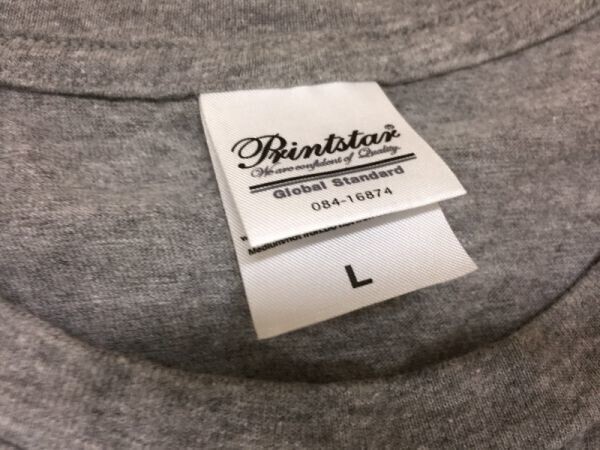 Printstar®
We are confident of Quality.
Global Standard
084-16874
L